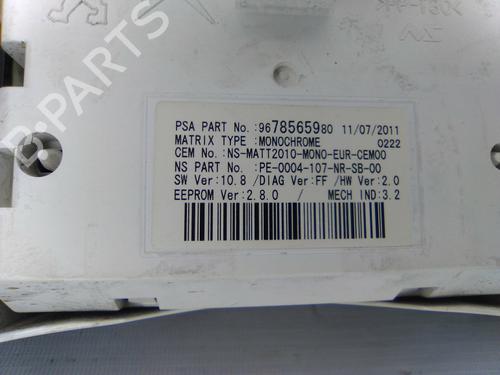 PSA PART No.:9678565980 11/07/2011
MATRIX TYPE :MONOCHROME 0222
CEM No.: NS-MATT2010-MONO-EUR-CEM00
NS PART No.: PE-0004-107-NR-SB-00
SW Ver:10.8 /DIAG Ver:FF /HW Ver:2.0
EEPROM Ver:2.8.0 / MECH IND:3.2
B-PARTS